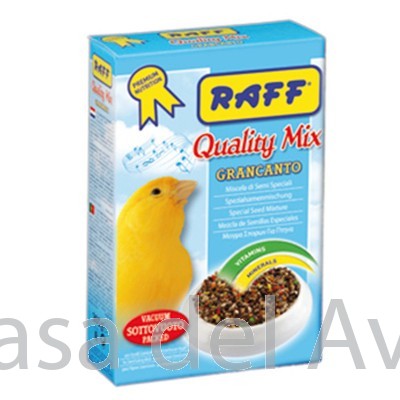 PREMIUM
NUTRITION
RAFF
Quality Mix
GRANCANTO
Miscela di Semi Speciali
Spezialsamenmischung
Special Seed Mixture
Mezcla de Semillas Especiales
VITAMINS
MINERALS
VACUUM
SOTTOVUOTO
PACKED
asa del Av